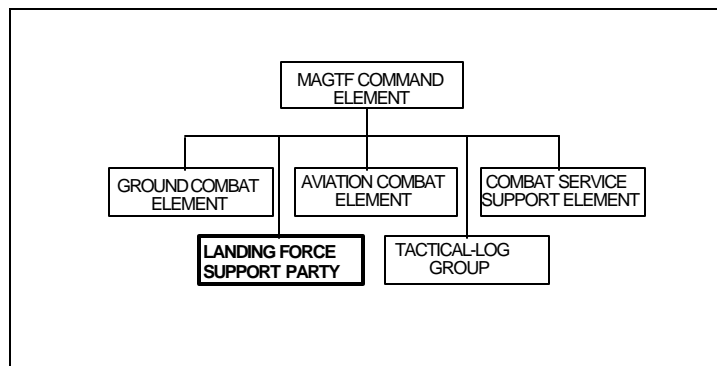 MAGTF COMMAND
ELEMENT
GROUND COMBAT
ELEMENT
AVIATION COMBAT
ELEMENT
COMBAT SERVICE
SUPPORT ELEMENT
LANDING FORCE
SUPPORT PARTY
TACTICAL-LOG
GROUP